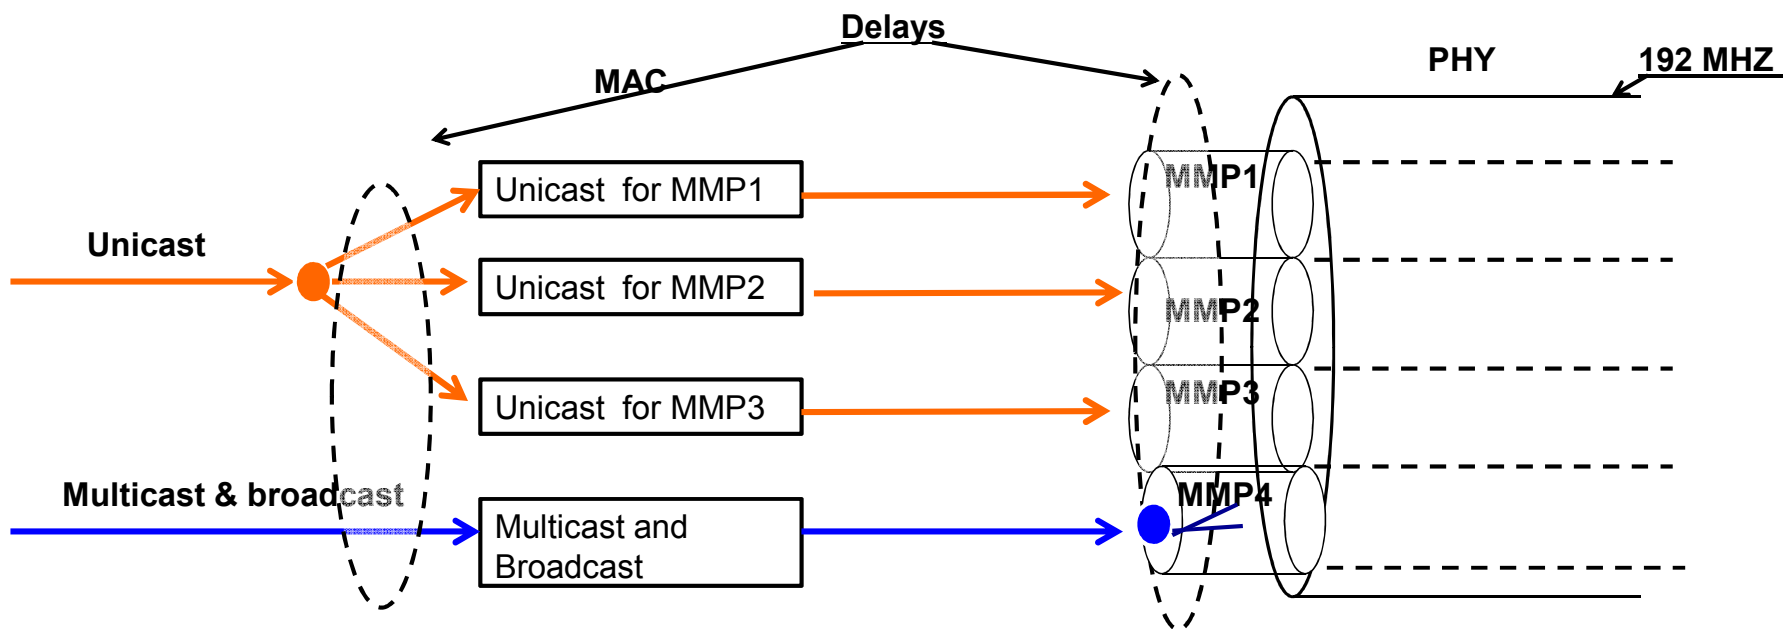 Delays
MAC
PHY
192 MHZ
Unicast
Unicast for MMP1
Unicast for MMP2
Unicast for MMP3
Multicast & broadcast
Multicast and
Broadcast
MMP1
MMP2
MMP3
MMP4